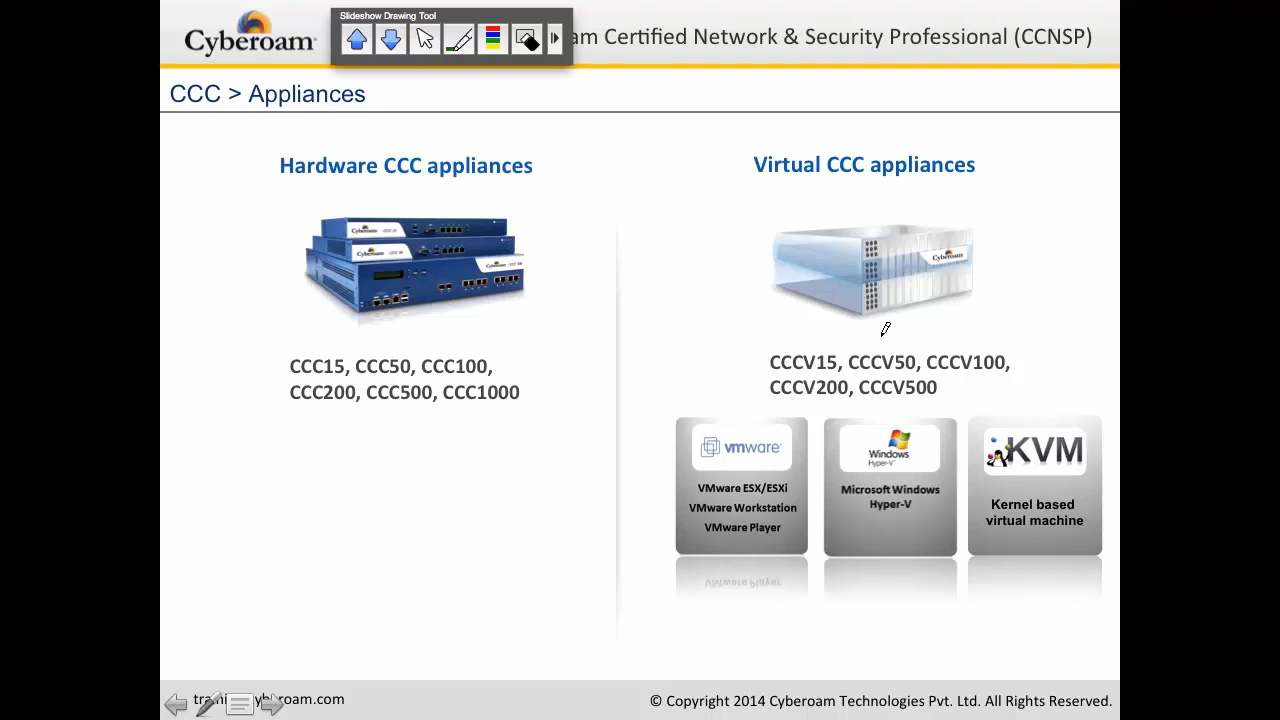 Cyberoam
Slideshow Drawing Tool
am Certified Network & Security Professional (CCNSP)
CCC > Appliances
Hardware CCC appliances
Virtual CCC appliances
Cyberoam
Cyberoam
CCC15, CCC50, CCC100,
CCC200, CCC500, CCC1000
CCCV15, CCCV50, CCCV100,
CCCV200, CCCV500
vmware
VMware ESX/ESXi
VMware Workstation
VMware Player
Windows
Hyper-V
Microsoft Windows
Hyper-V
KVM
Kernel based
virtual machine
VMware Player
.com
© Copyright 2014 Cyberoam Technologies Pvt. Ltd. All Rights Reserved.